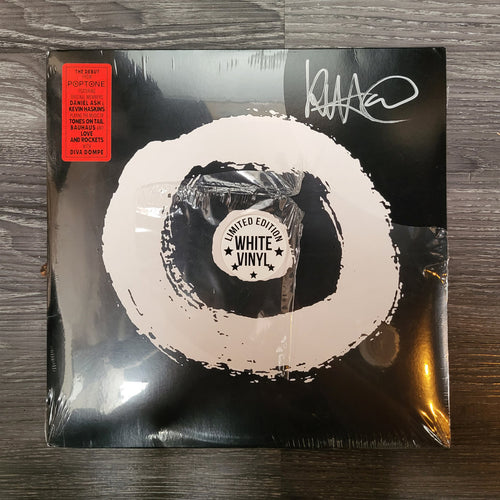 THE DEBUT
POPTONE
DANIEL ASH
KEVIN HASKINS
TONES ON TAIL
BAUHAUS
LOVE
AND ROCKETS
DIVA DOMPE
LIMITED EDITION
WHITE
VINYL